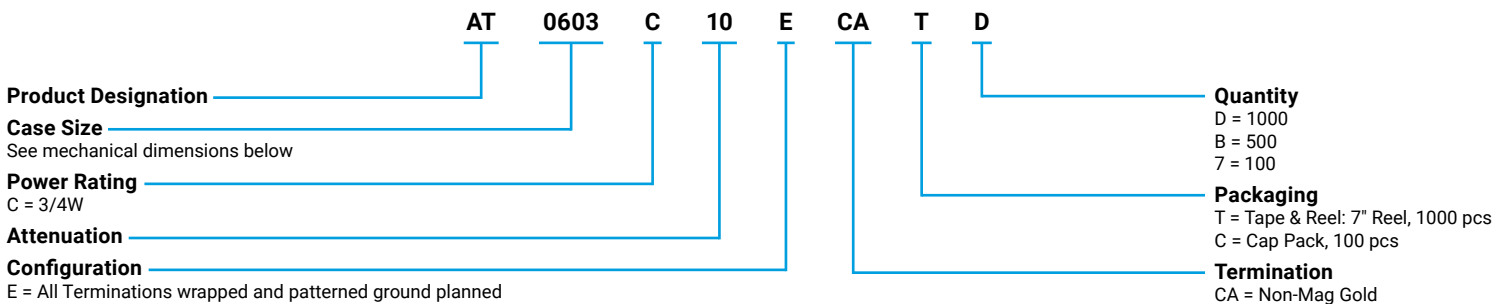 AT 0603 C 10 E CA T D
Product Designation
Case Size
See mechanical dimensions below
Power Rating
C = 3/4W
Attenuation
Configuration
E = All Terminations wrapped and patterned ground planned
Quantity
D = 1000
B = 500
7 = 100
Packaging
T = Tape & Reel: 7" Reel, 1000 pcs
C = Cap Pack, 100 pcs
Termination
CA = Non-Mag Gold